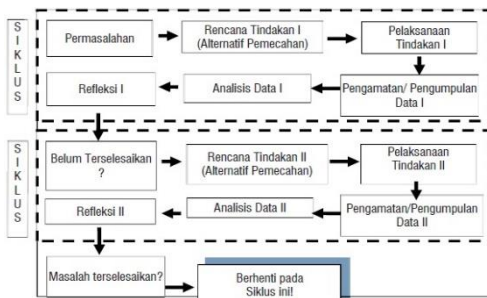 SIKLUS
Permasalahan
Rencana Tindakan I
(Alternatif Pemecahan)
Pelaksanaan
Tindakan I
Refleksi I
Analisis Data I
Pengamatan/ Pengumpulan
Data I
SIKLUS
Belum Terselesaikan
?
Rencana Tindakan II
(Alternatif Pemecahan)
Pelaksanaan
Tindakan II
Refleksi II
Analisis Data II
Pengamatan/Pengumpulan
Data II
Masalah terselesaikan?
Berhenti pada
Siklus ini!